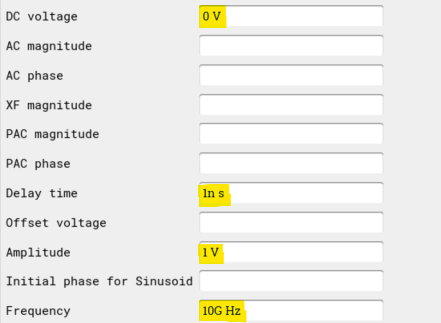 DC voltage 0 V
AC magnitude
AC phase
XF magnitude
PAC magnitude
PAC phase
Delay time 1n s
Offset voltage
Amplitude 1 V
Initial phase for Sinusoid
Frequency 10G Hz